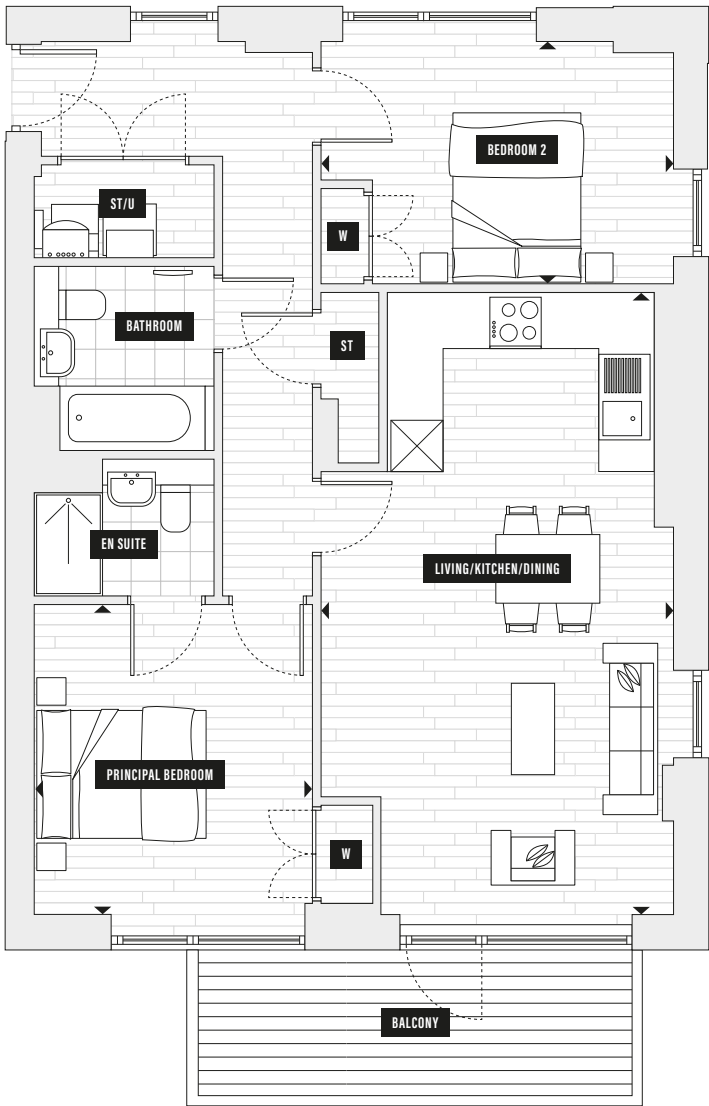 BEDROOM 2
ST/U
W
BATHROOM
ST
EN SUITE
LIVING/KITCHEN/DINING
PRINCIPAL BEDROOM
W
BALCONY